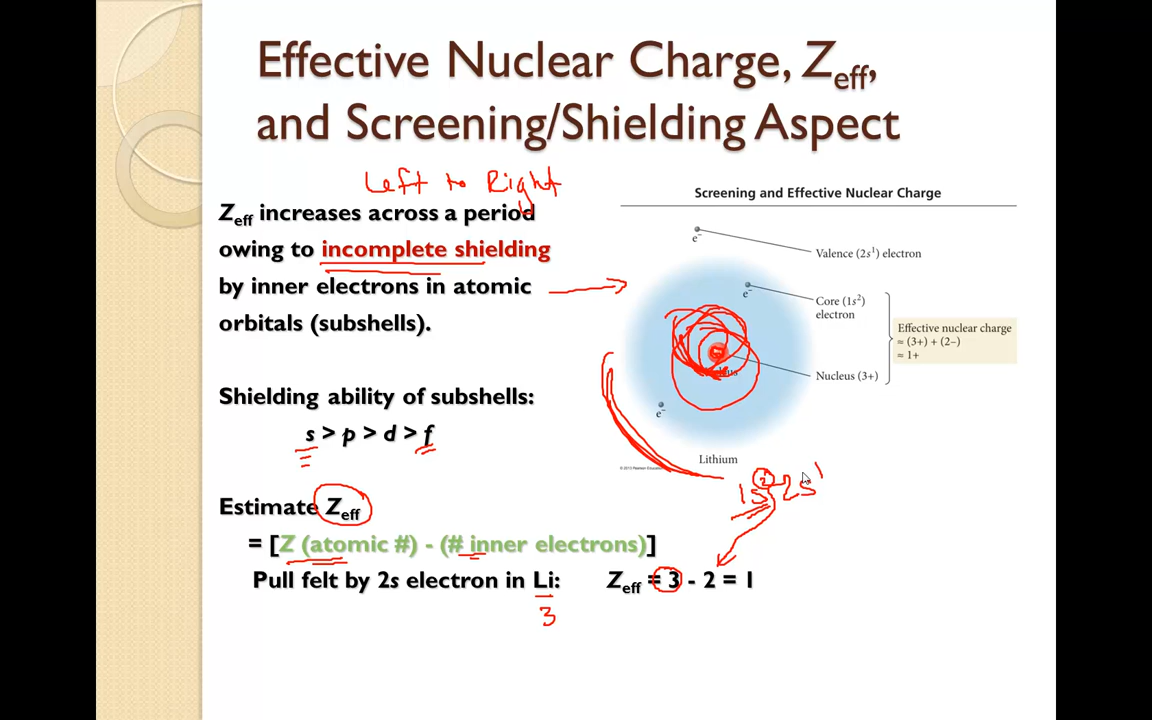 Effective Nuclear Charge, Zeff,
and Screening/Shielding Aspect
Left to Right
Zeff increases across a period
owing to incomplete shielding
by inner electrons in atomic
orbitals (subshells).
Shielding ability of subshells:
s > p > d > f
Estimate Zeff
= [Z (atomic #) - (# inner electrons)]
Pull felt by 2s electron in Li:
3
Zeff = 3 - 2 = 1
Screening and Effective Nuclear Charge
e⁻
Valence (2s¹) electron
e⁻
Core (1s²)
electron
Effective nuclear charge
≈ (3+) + (2−)
≈ 1+
Nucleus (3+)
e⁻
Lithium
1s² 2s¹